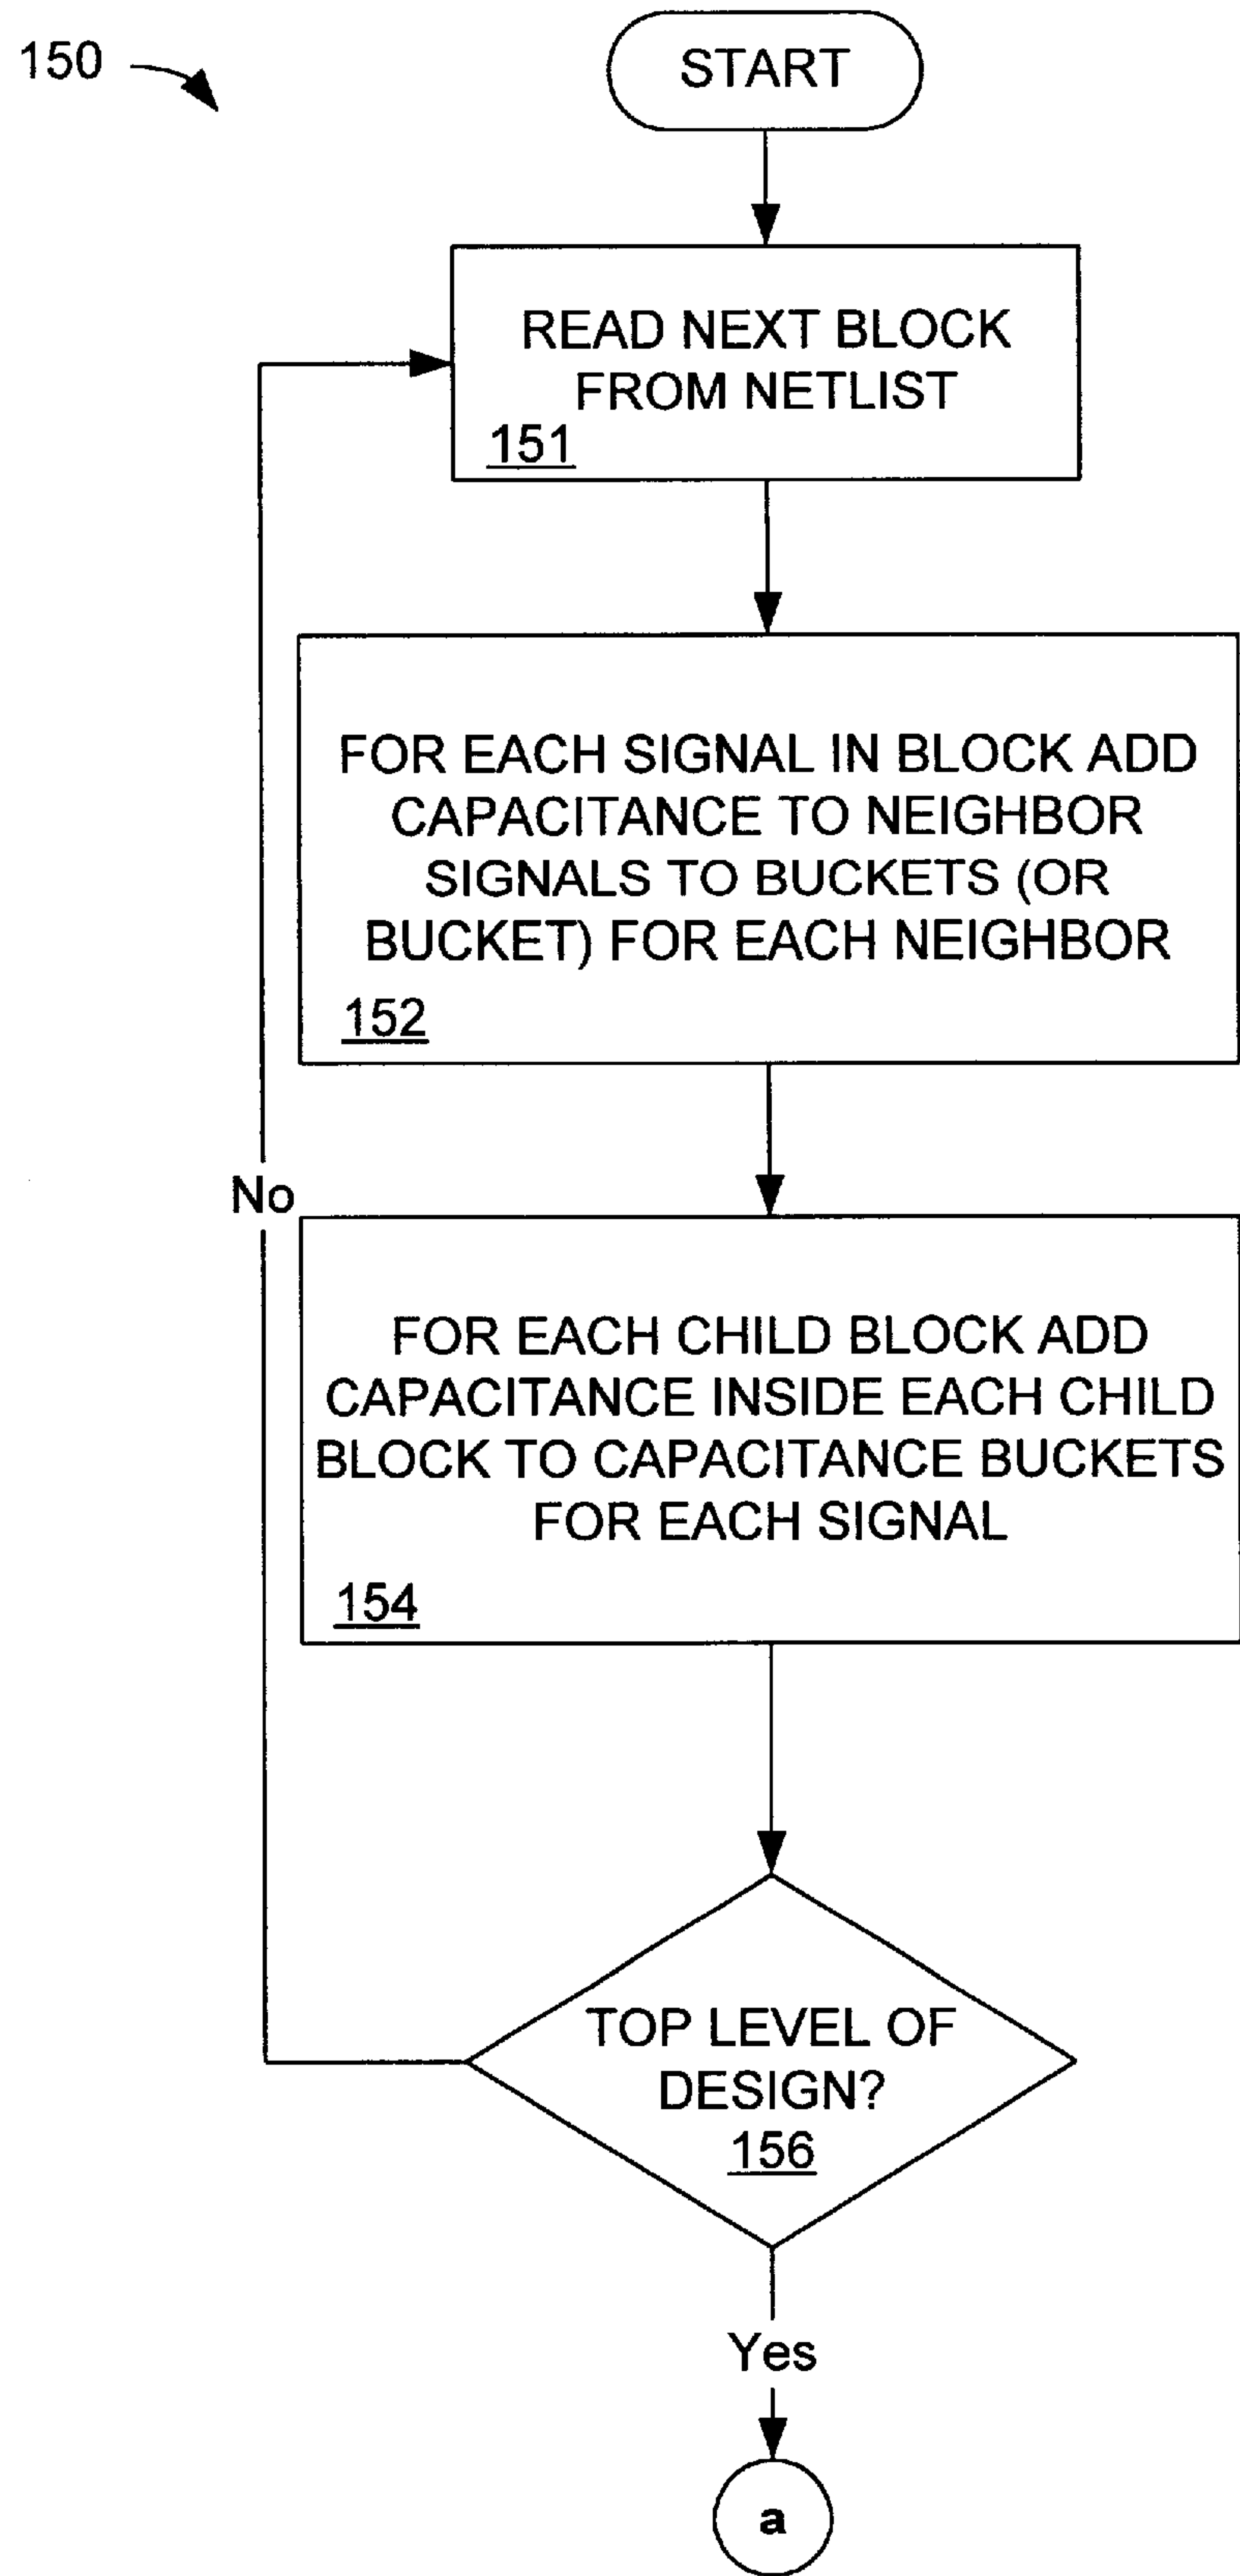 150
START
READ NEXT BLOCK
FROM NETLIST
151
FOR EACH SIGNAL IN BLOCK ADD
CAPACITANCE TO NEIGHBOR
SIGNALS TO BUCKETS (OR
BUCKET) FOR EACH NEIGHBOR
152
No
FOR EACH CHILD BLOCK ADD
CAPACITANCE INSIDE EACH CHILD
BLOCK TO CAPACITANCE BUCKETS
FOR EACH SIGNAL
154
TOP LEVEL OF
DESIGN?
156
Yes
a